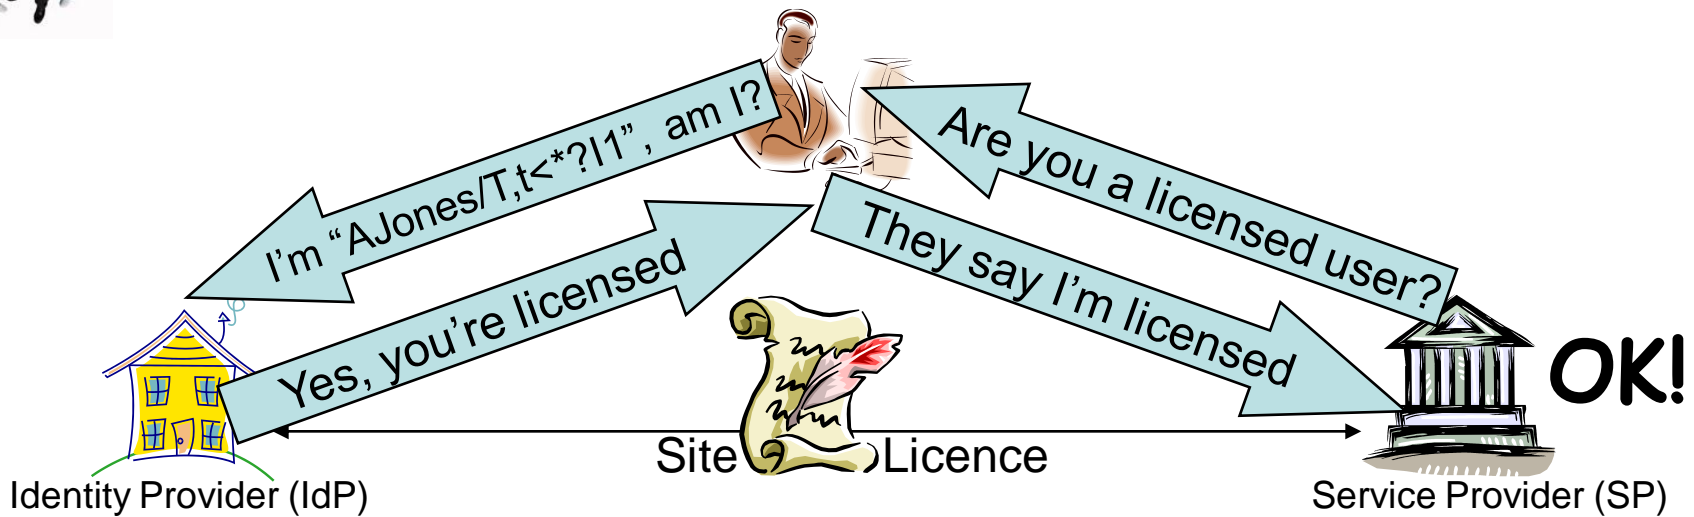 I'm “AJones/T,t<*?I1”, am I?
Are you a licensed user?
Yes, you're licensed
They say I'm licensed
OK!
Site Licence
Identity Provider (IdP)
Service Provider (SP)